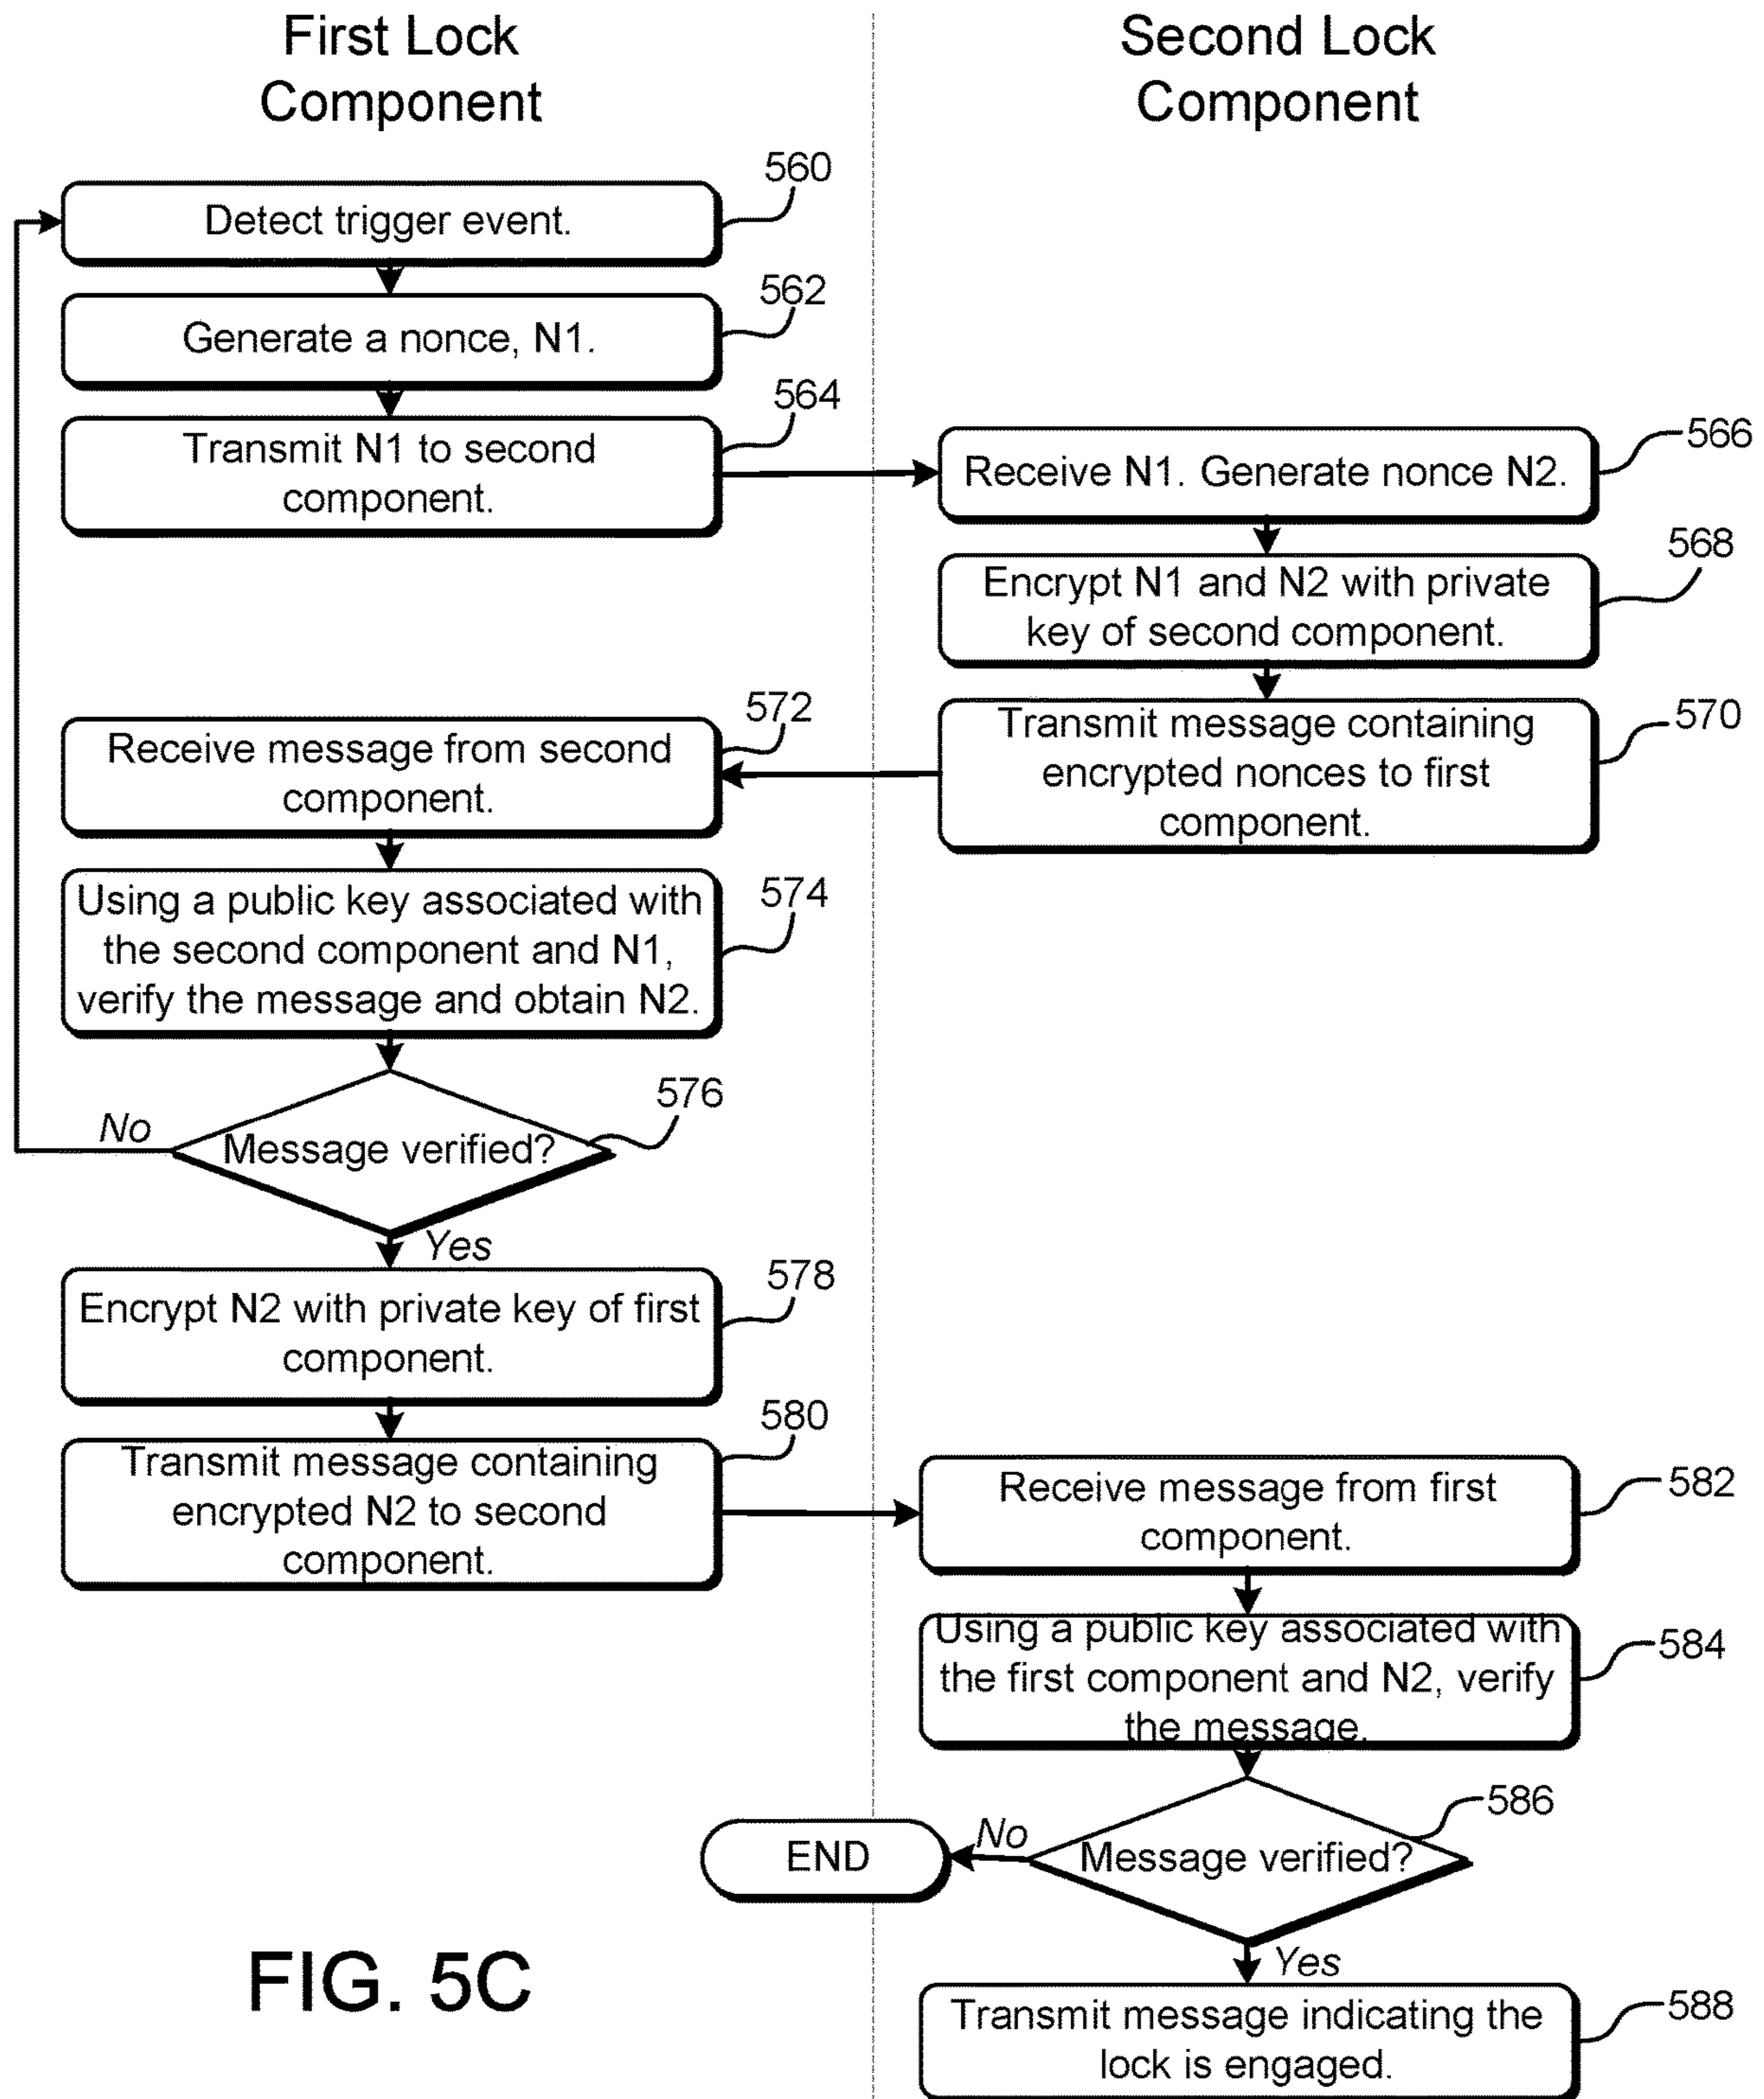 First Lock
Component
Second Lock
Component
560
Detect trigger event.
562
Generate a nonce, N1.
564
Transmit N1 to second
component.
566
Receive N1. Generate nonce N2.
568
Encrypt N1 and N2 with private
key of second component.
570
Transmit message containing
encrypted nonces to first
component.
572
Receive message from second
component.
574
Using a public key associated with
the second component and N1,
verify the message and obtain N2.
576
Message verified?
No
Yes
578
Encrypt N2 with private key of first
component.
580
Transmit message containing
encrypted N2 to second
component.
582
Receive message from first
component.
584
Using a public key associated with
the first component and N2, verify
the message.
586
Message verified?
No
END
Yes
588
Transmit message indicating the
lock is engaged.
FIG. 5C